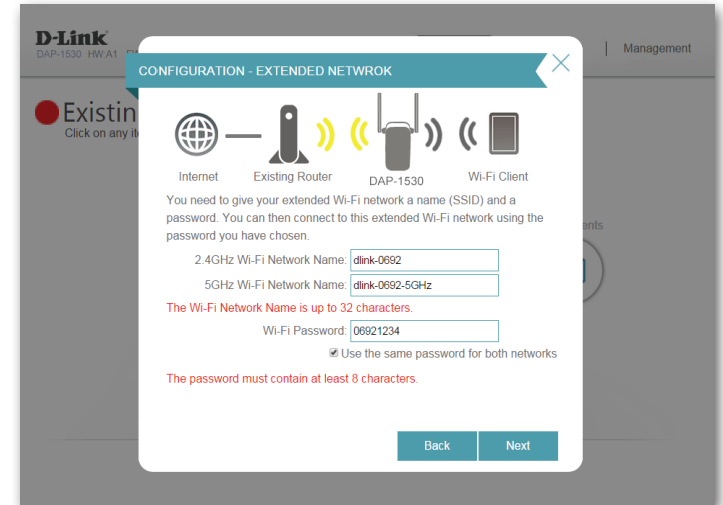 D-Link
DAP-1530 HW:A1
Management
CONFIGURATION - EXTENDED NETWROK
Existin
Click on any
Internet
Existing Router
DAP-1530
Wi-Fi Client
You need to give your extended Wi-Fi network a name (SSID) and a
password. You can then connect to this extended Wi-Fi network using the
password you have chosen.
2.4GHz Wi-Fi Network Name: dlink-0692
5GHz Wi-Fi Network Name: dlink-0692-5GHz
The Wi-Fi Network Name is up to 32 characters.
Wi-Fi Password: 06921234
Use the same password for both networks
The password must contain at least 8 characters.
Back
Next